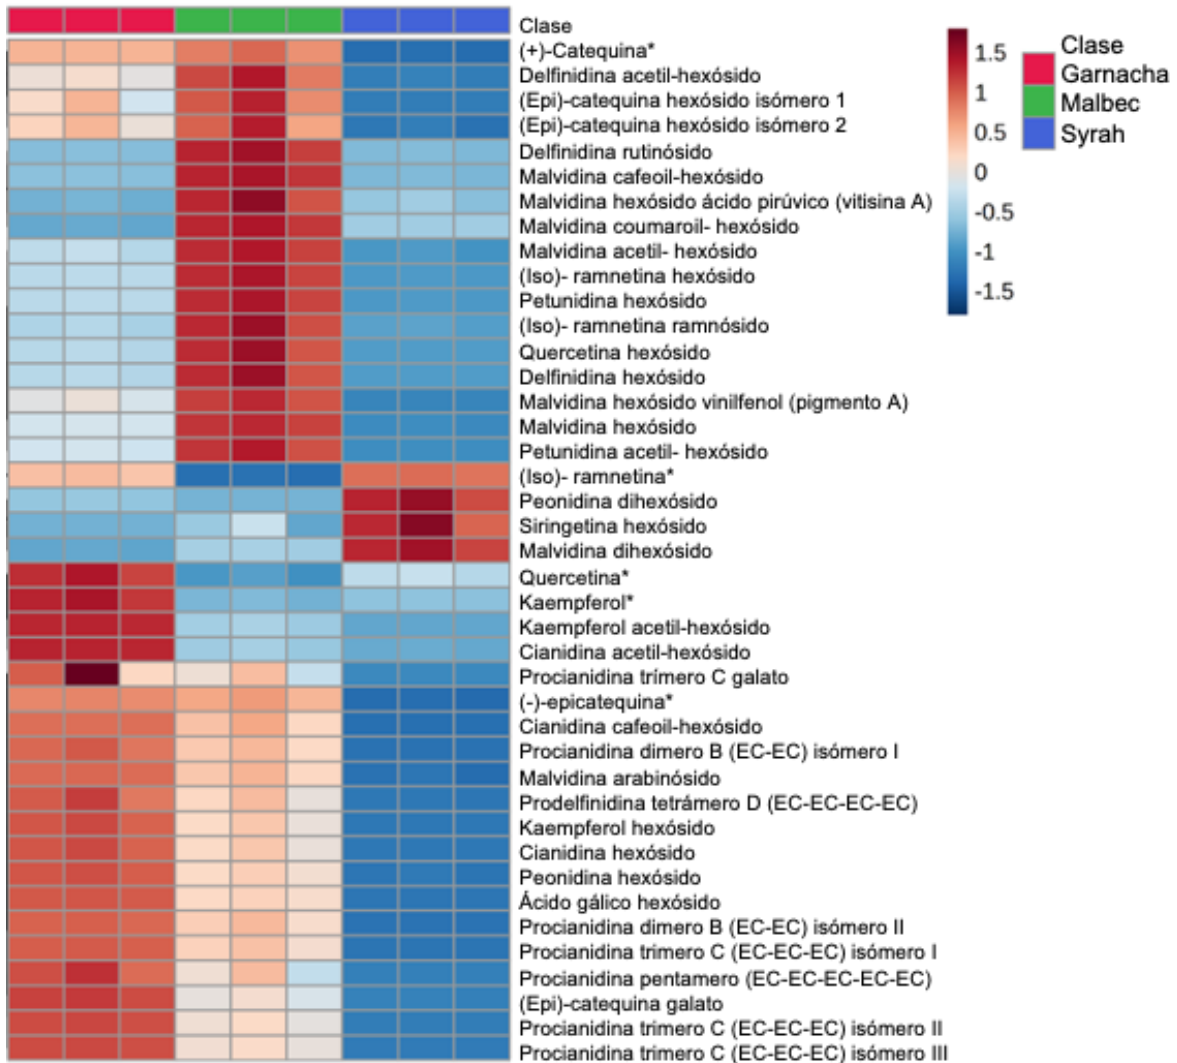 Clase
(+)-Catequina*
Delfinidina acetil-hexósido
(Epi)-catequina hexósido isómero 1
(Epi)-catequina hexósido isómero 2
Delfinidina rutinósido
Malvidina cafeoil-hexósido
Malvidina hexósido ácido pirúvico (vitisina A)
Malvidina coumaroil- hexósido
Malvidina acetil- hexósido
(Iso)- ramnetina hexósido
Petunidina hexósido
(Iso)- ramnetina ramnósido
Quercetina hexósido
Delfinidina hexósido
Malvidina hexósido vinilfenol (pigmento A)
Malvidina hexósido
Petunidina acetil- hexósido
(Iso)- ramnetina*
Peonidina dihexósido
Siringetina hexósido
Malvidina dihexósido
Quercetina*
Kaempferol*
Kaempferol acetil-hexósido
Cianidina acetil-hexósido
Procianidina trímero C galato
(-)-epicatequina*
Cianidina cafeoil-hexósido
Procianidina dimero B (EC-EC) isómero I
Malvidina arabinósido
Prodelfinidina tetrámero D (EC-EC-EC-EC)
Kaempferol hexósido
Cianidina hexósido
Peonidina hexósido
Ácido gálico hexósido
Procianidina dimero B (EC-EC) isómero II
Procianidina trimero C (EC-EC-EC) isómero I
Procianidina pentamero (EC-EC-EC-EC-EC)
(Epi)-catequina galato
Procianidina trimero C (EC-EC-EC) isómero II
Procianidina trimero C (EC-EC-EC) isómero III
1.5
1
0.5
0
-0.5
-1
-1.5
Clase
Garnacha
Malbec
Syrah